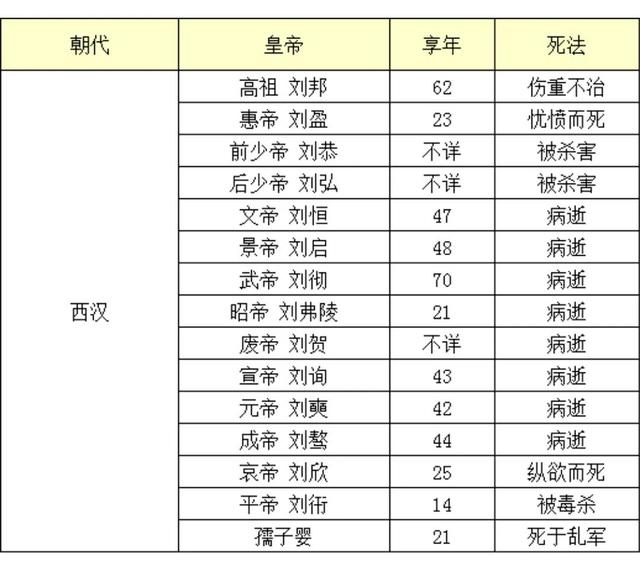 朝代 皇帝 享年 死法
高祖 刘邦 62 伤重不治
惠帝 刘盈 23 忧愤而死
前少帝 刘恭 不详 被杀害
后少帝 刘弘 不详 被杀害
文帝 刘恒 47 病逝
景帝 刘启 48 病逝
武帝 刘彻 70 病逝
西汉 昭帝 刘弗陵 21 病逝
废帝 刘贺 不详 病逝
宣帝 刘询 43 病逝
元帝 刘奭 42 病逝
成帝 刘骜 44 病逝
哀帝 刘欣 25 纵欲而死
平帝 刘衎 14 被毒杀
孺子婴 21 死于乱军